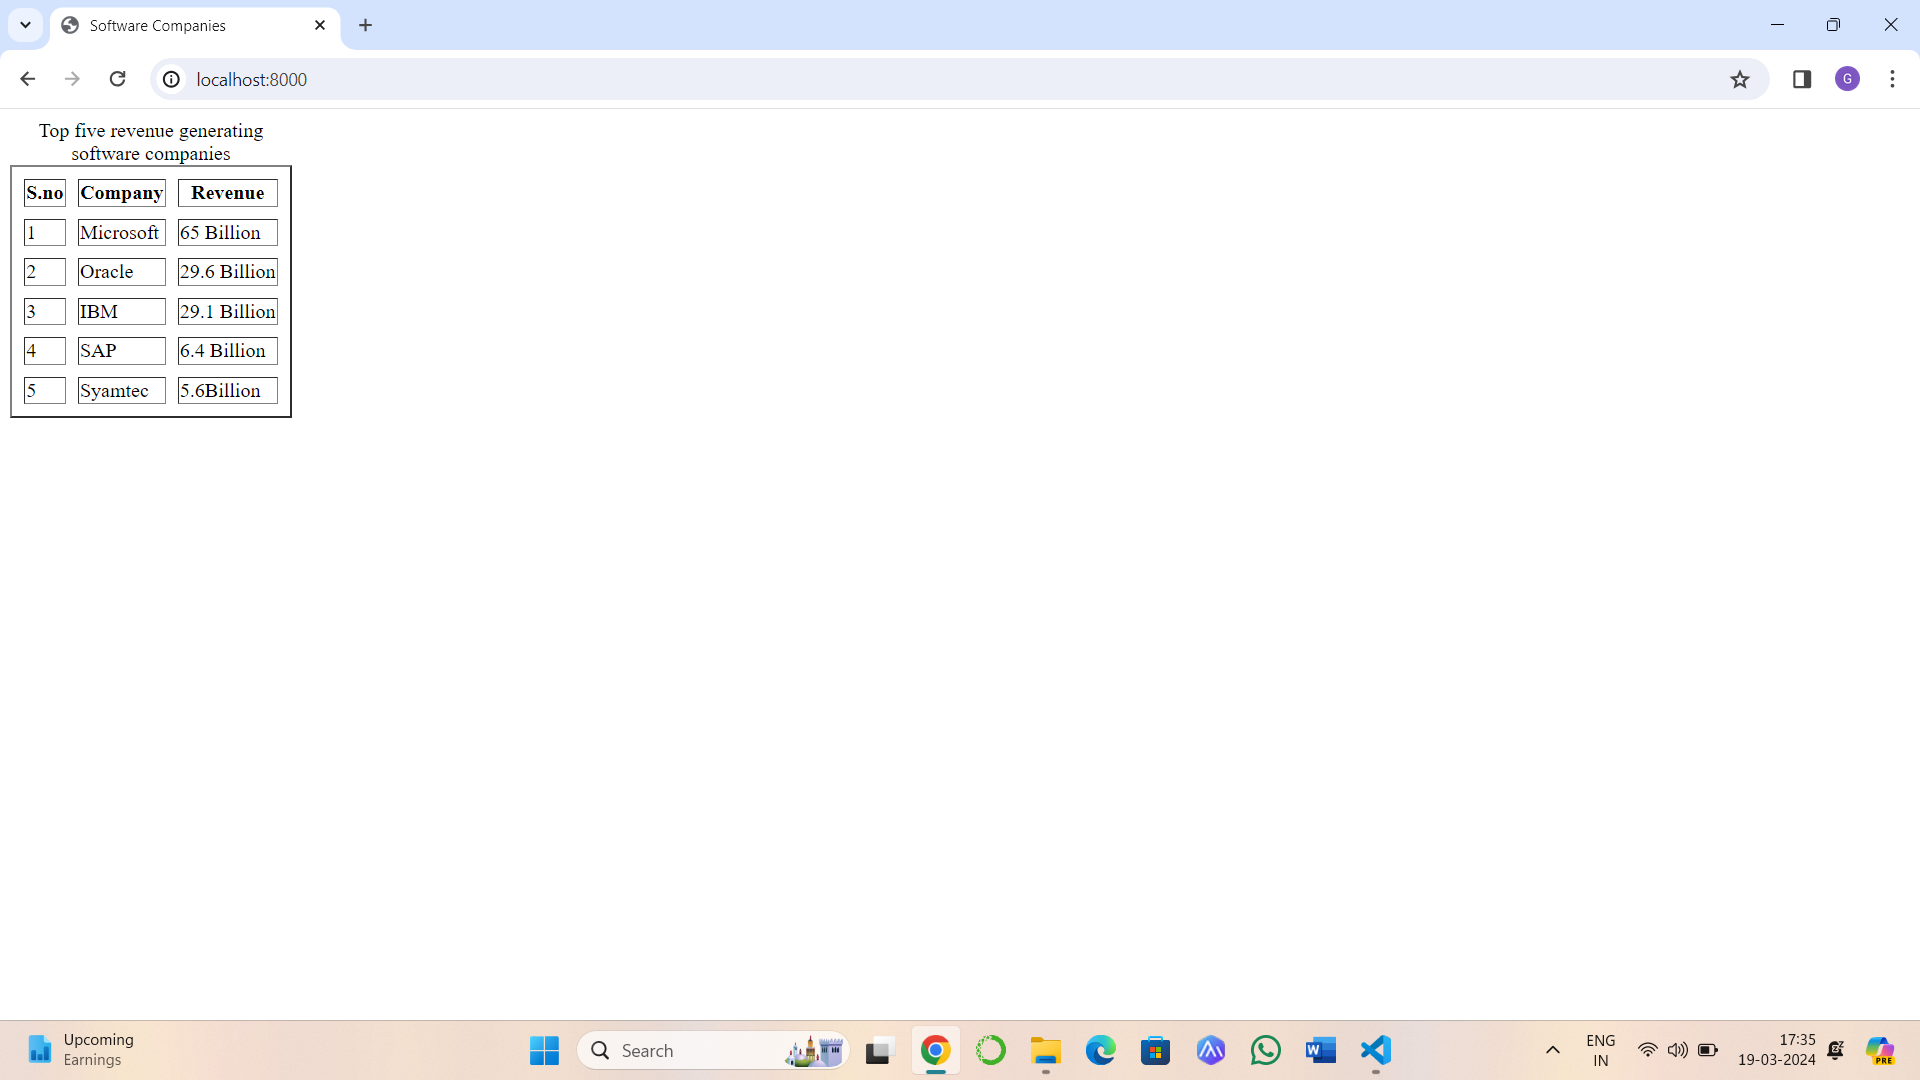 Software Companies
localhost:8000
G
Top five revenue generating
software companies
S.no Company Revenue
1 Microsoft 65 Billion
2 Oracle 29.6 Billion
3 IBM 29.1 Billion
4 SAP 6.4 Billion
5 Syamtec 5.6Billion
Upcoming
Earnings
Search
W
ENG
IN
17:35
19-03-2024
PRE